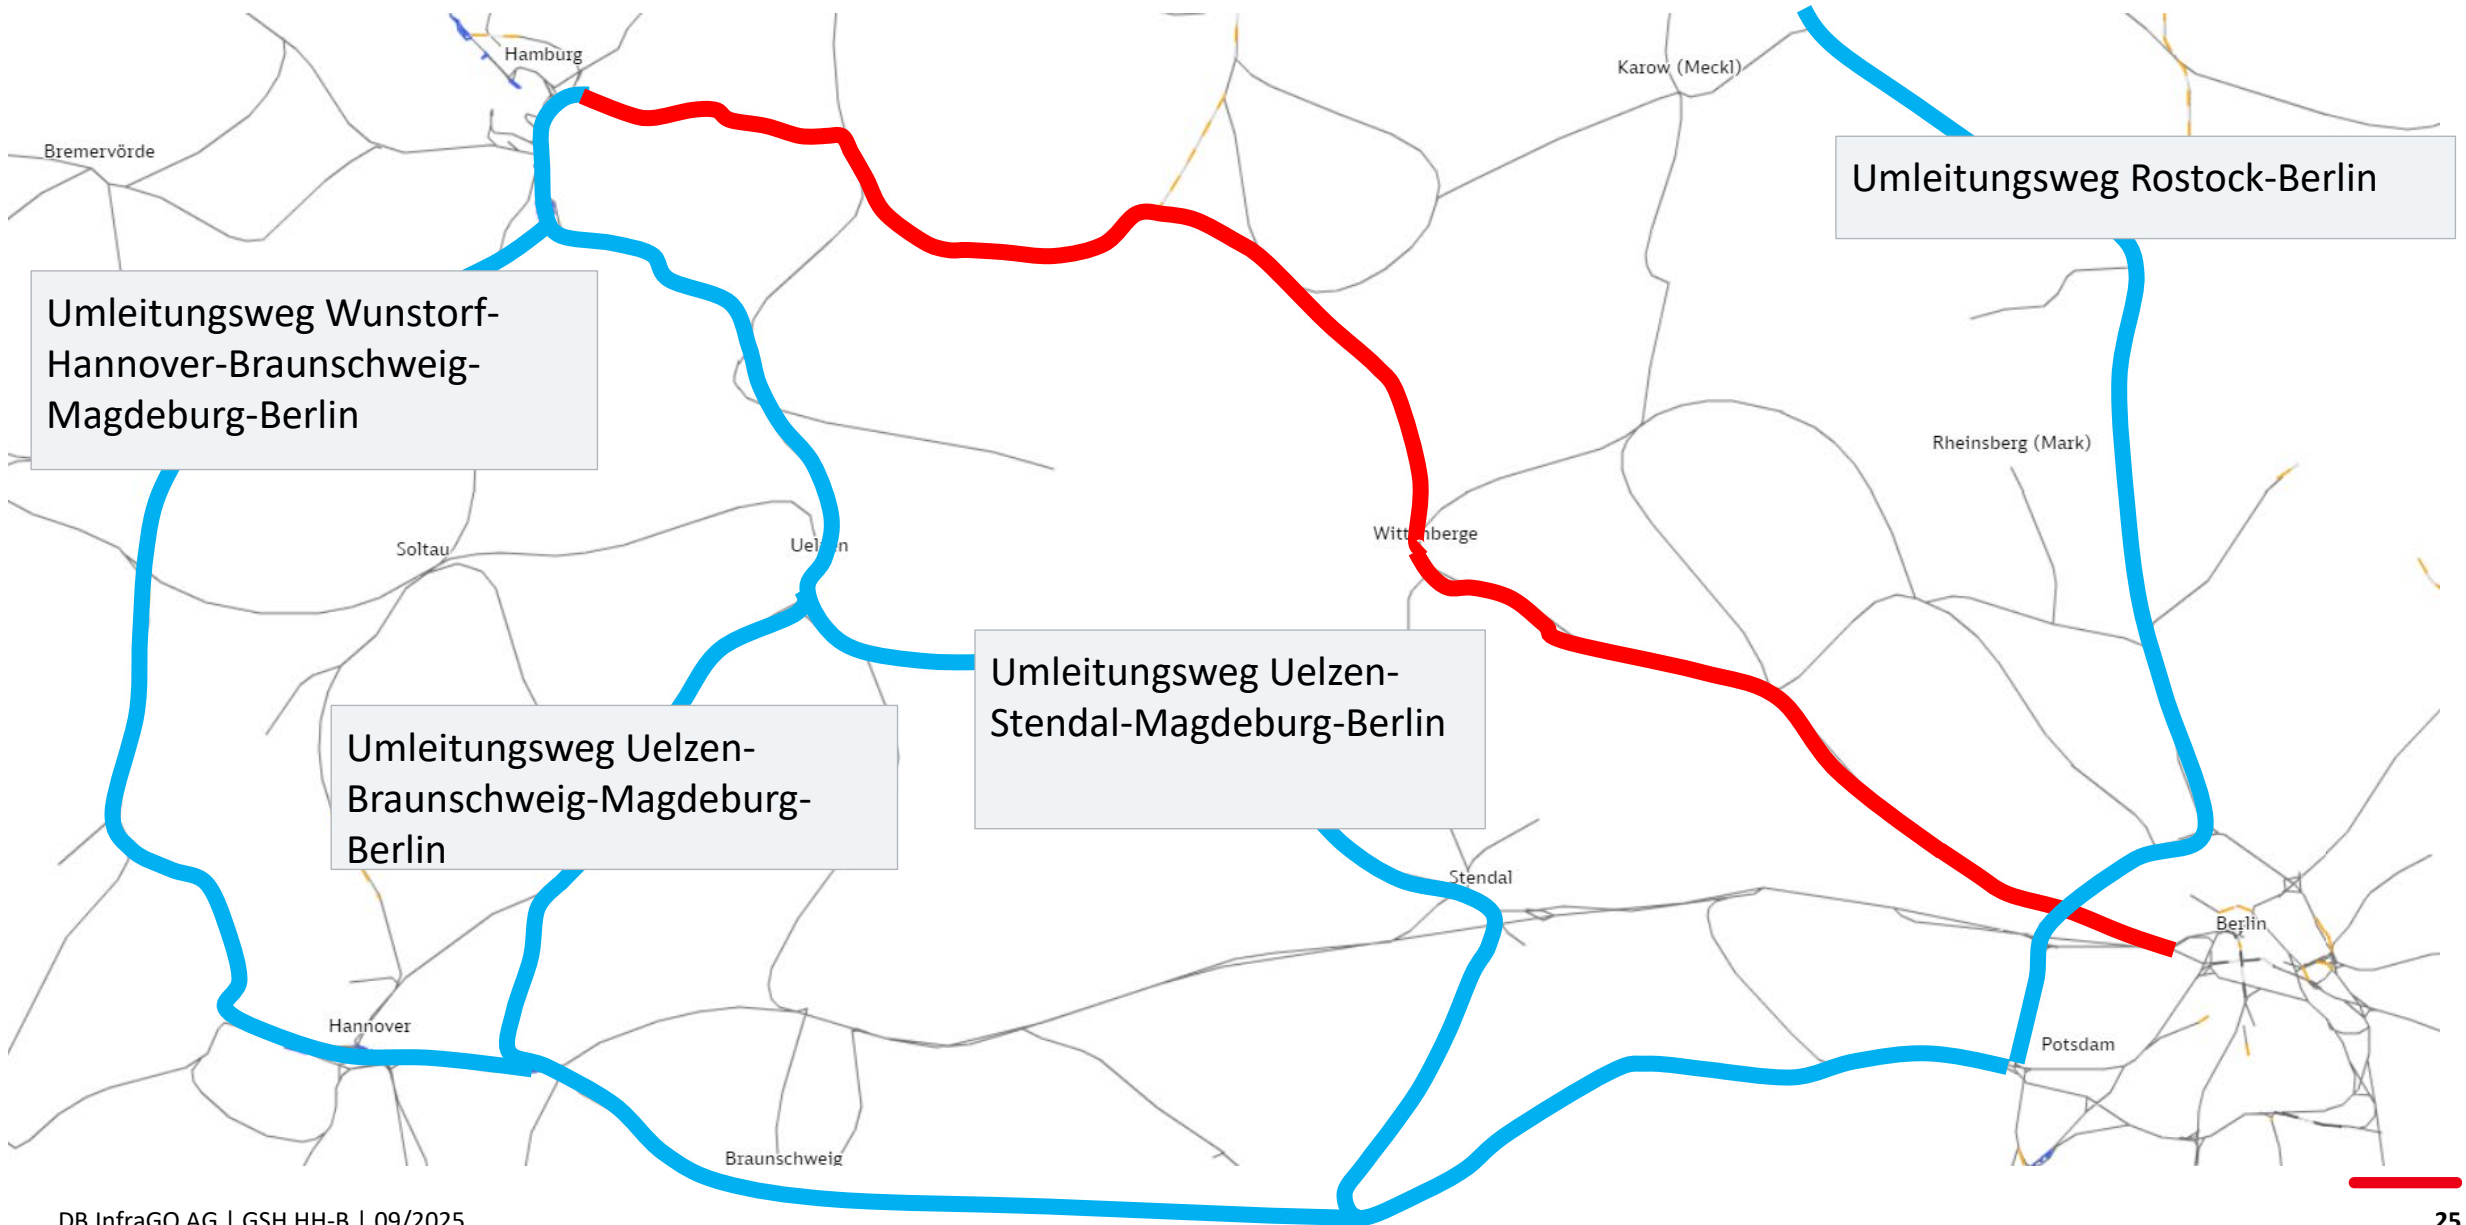 Hamburg
Karow (Meckl)
Bremervörde
Umleitungsweg Rostock-Berlin
Umleitungsweg Wunstorf-
Hannover-Braunschweig-
Magdeburg-Berlin
Rheinsberg (Mark)
Soltau
Umleitungsweg Uelzen-
Stendal-Magdeburg-Berlin
Umleitungsweg Uelzen-
Braunschweig-Magdeburg-
Berlin
Stendal
Berlin
Hannover
Potsdam
Braunschweig
DB InfraGO AG | GSH HH-B | 09/2025
25